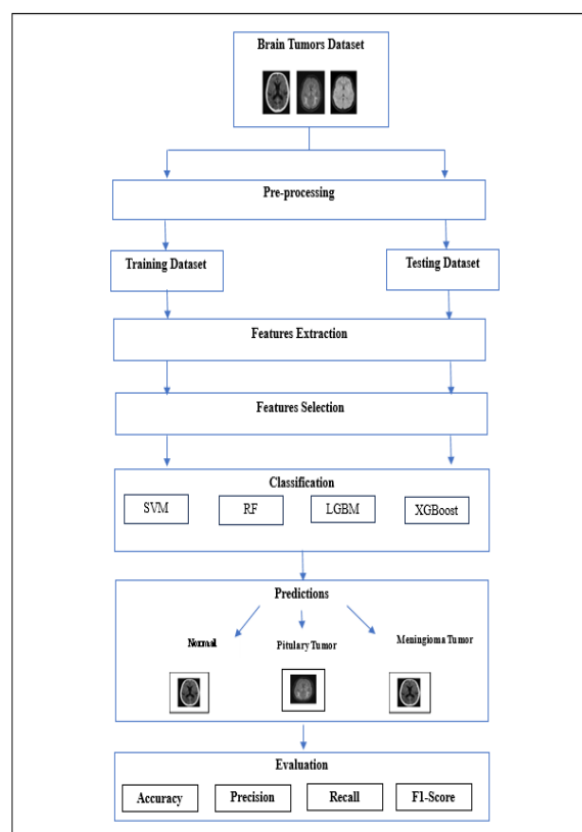 Brain Tumors Dataset
Pre-processing
Training Dataset
Testing Dataset
Features Extraction
Features Selection
Classification
SVM
RF
LGBM
XGBoost
Predictions
Normal
Pitulary Tumor
Meningioma Tumor
Evaluation
Accuracy
Precision
Recall
F1-Score